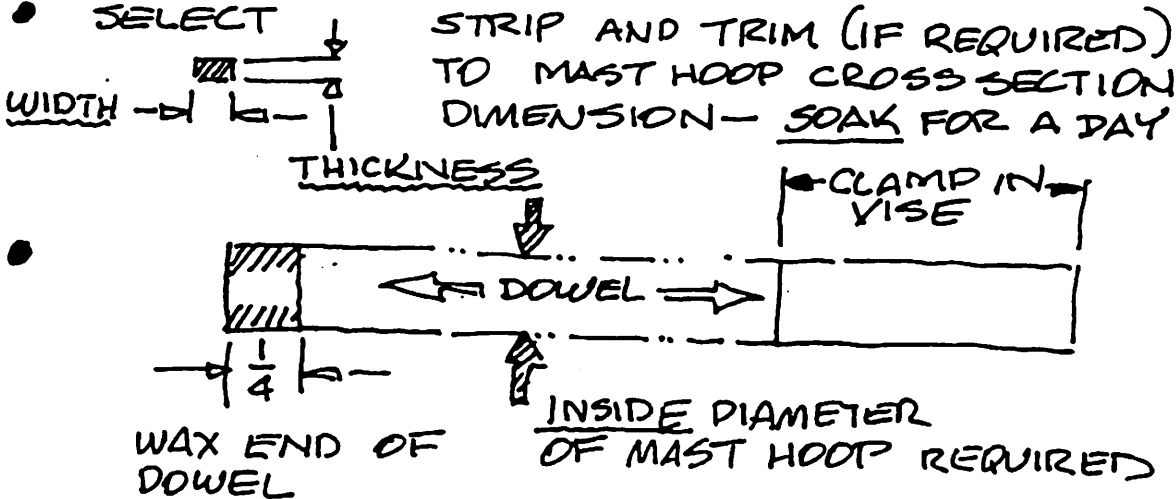 • SELECT STRIP AND TRIM (IF REQUIRED)
TO MAST HOOP CROSS SECTION
WIDTH DIMENSION — SOAK FOR A DAY
THICKNESS
CLAMP IN
VISE
• DOWEL
1/4
INSIDE DIAMETER
OF MAST HOOP REQUIRED
WAX END OF
DOWEL